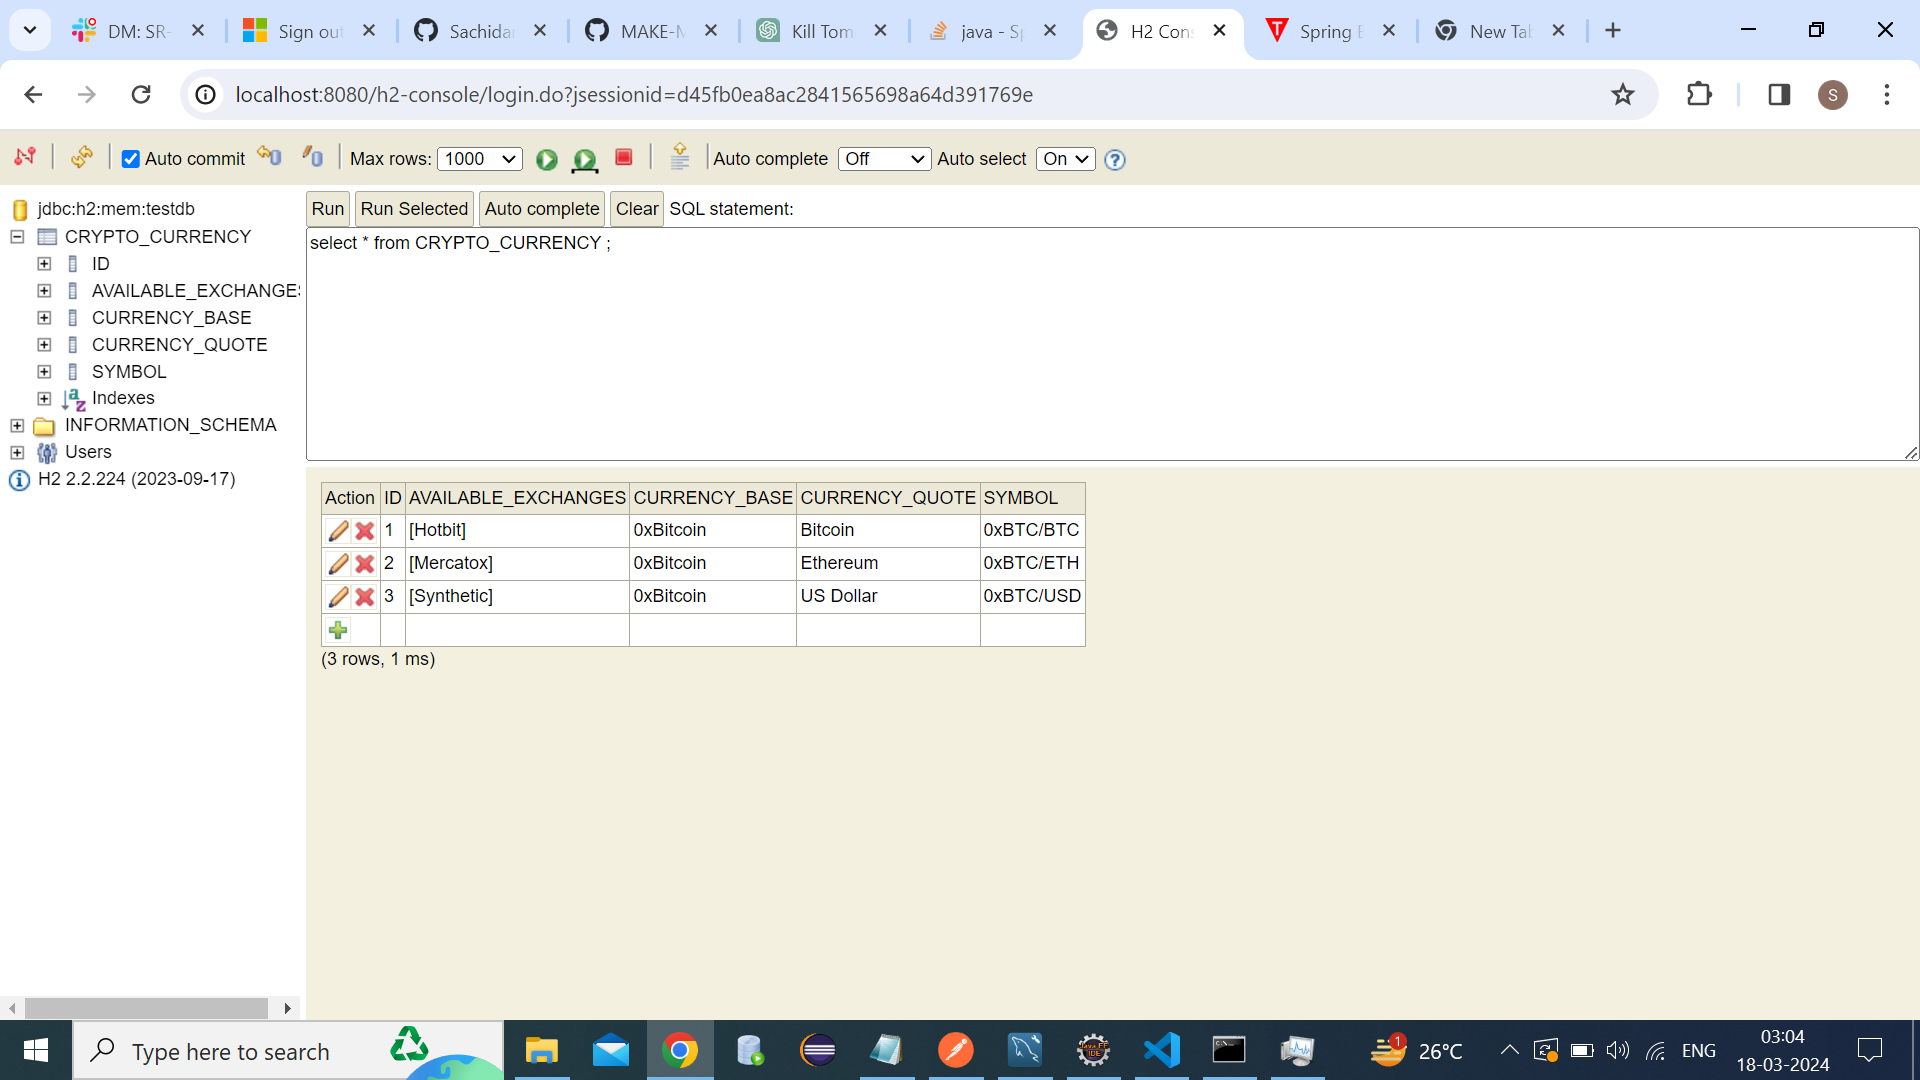 DM: SR-
Sign out
Sachida
MAKE-M
Kill Tom
java - Sp
H2 Cons
Spring B
New Tab
localhost:8080/h2-console/login.do?jsessionid=d45fb0ea8ac2841565698a64d391769e
S
Auto commit
Max rows: 1000
Auto complete Off
Auto select On
jdbc:h2:mem:testdb
CRYPTO_CURRENCY
ID
AVAILABLE_EXCHANGES
CURRENCY_BASE
CURRENCY_QUOTE
SYMBOL
Indexes
INFORMATION_SCHEMA
Users
H2 2.2.224 (2023-09-17)
Run Run Selected Auto complete Clear SQL statement:
select * from CRYPTO_CURRENCY ;
Action ID AVAILABLE_EXCHANGES CURRENCY_BASE CURRENCY_QUOTE SYMBOL
1 [Hotbit] 0xBitcoin Bitcoin 0xBTC/BTC
2 [Mercatox] 0xBitcoin Ethereum 0xBTC/ETH
3 [Synthetic] 0xBitcoin US Dollar 0xBTC/USD
(3 rows, 1 ms)
Type here to search
1
26°C
ENG
03:04
18-03-2024